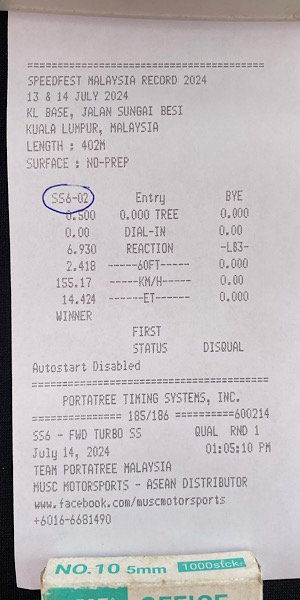 ===========================================
SPEEDFEST MALAYSIA RECORD 2024
13 & 14 JULY 2024
KL BASE, JALAN SUNGAI BESI
KUALA LUMPUR, MALAYSIA
LENGTH : 402M
SURFACE : NO-PREP
===========================================
SS6-02 Entry BYE
0.500 0.000 TREE 0.000
0.00 DIAL-IN 0.00
6.930 REACTION -LB3-
2.418 ------60FT------ 0.000
155.17 ------KM/H------ 0.00
14.424 -------ET------- 0.000
WINNER
FIRST
STATUS DISQUAL
Autostart Disabled
===========================================
PORTATREE TIMING SYSTEMS, INC.
================ 185/186 ==========600214
SS6 - FWD TURBO SS QUAL RND 1
July 14, 2024 01:05:10 PM
TEAM PORTATREE MALAYSIA
MUSC MOTORSPORTS - ASEAN DISTRIBUTOR
www.facebook.com/muscmotorsports
+6016-6681490
NO.10 5mm 1000stcks